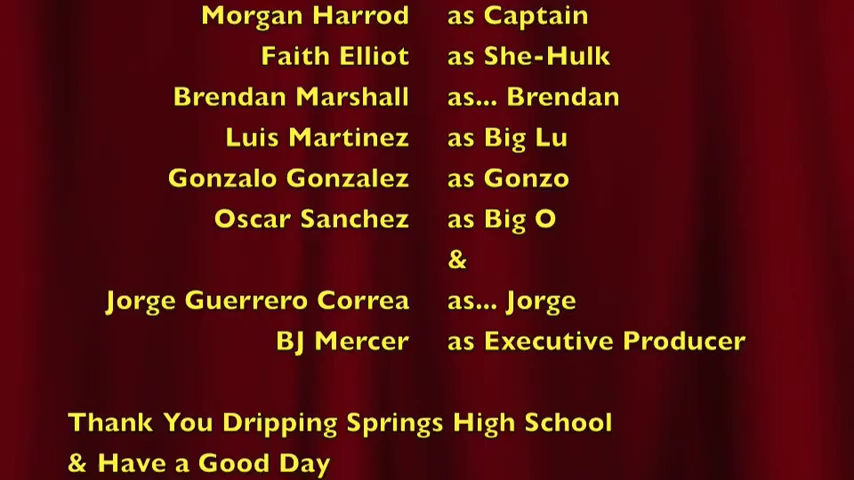 Morgan Harrod as Captain
Faith Elliot as She-Hulk
Brendan Marshall as... Brendan
Luis Martinez as Big Lu
Gonzalo Gonzalez as Gonzo
Oscar Sanchez as Big O
&
Jorge Guerrero Correa as... Jorge
BJ Mercer as Executive Producer
Thank You Dripping Springs High School
& Have a Good Day